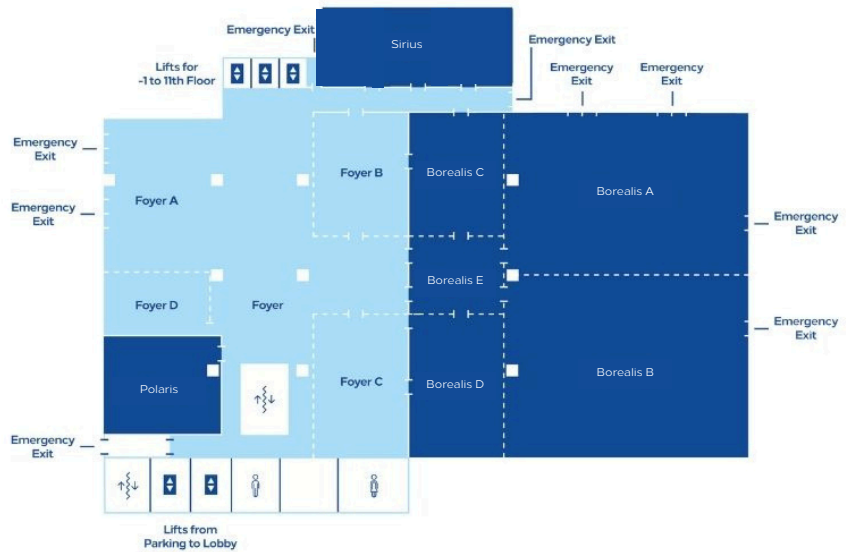 Emergency Exit
Sirius
Emergency Exit
Lifts for
-1 to 11th Floor
Emergency
Exit
Emergency
Exit
Emergency
Exit
Foyer B
Borealis C
Borealis A
Foyer A
Emergency
Exit
Emergency
Exit
Borealis E
Foyer D
Foyer
Emergency
Exit
Polaris
Foyer C
Borealis D
Borealis B
Emergency
Exit
Lifts from
Parking to Lobby